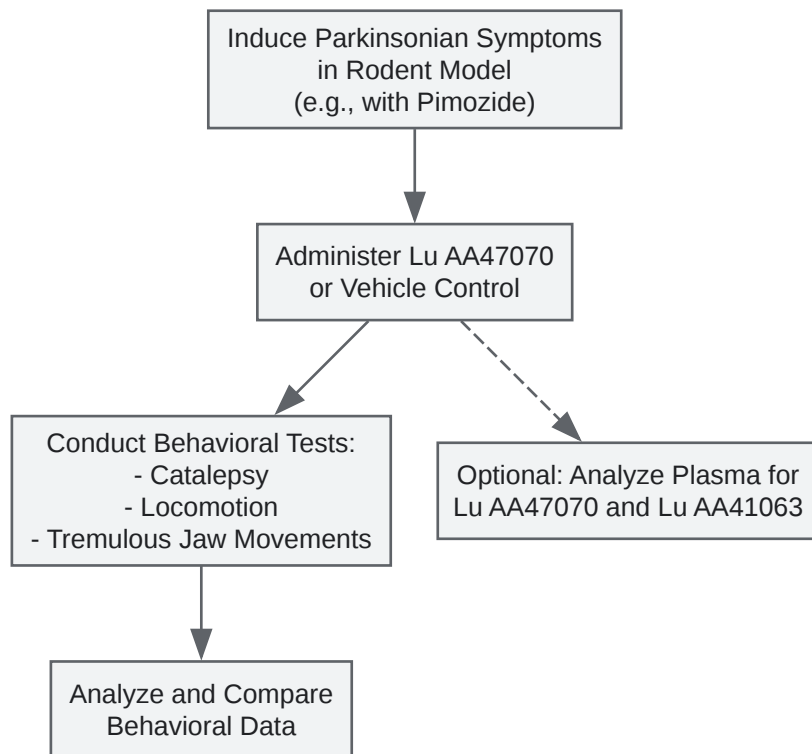 Induce Parkinsonian Symptoms
in Rodent Model
(e.g., with Pimozide)
Administer Lu AA47070
or Vehicle Control
Conduct Behavioral Tests:
- Catalepsy
- Locomotion
- Tremulous Jaw Movements
Optional: Analyze Plasma for
Lu AA47070 and Lu AA41063
Analyze and Compare
Behavioral Data